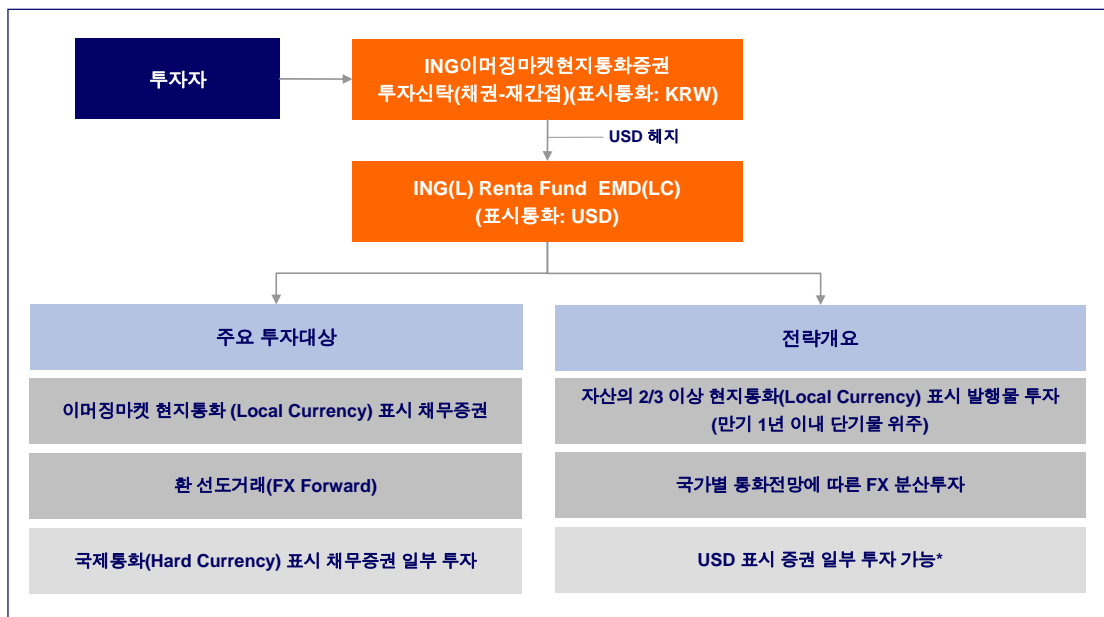 투자자
ING이머징마켓현지통화증권
투자신탁(채권-재간접)(표시통화: KRW)
USD 헤지
ING(L) Renta Fund EMD(LC)
(표시통화: USD)
주요 투자대상
이머징마켓 현지통화 (Local Currency) 표시 채무증권
환 선도거래(FX Forward)
국제통화(Hard Currency) 표시 채무증권 일부 투자
전략개요
자산의 2/3 이상 현지통화(Local Currency) 표시 발행물 투자
(만기 1년 이내 단기물 위주)
국가별 통화전망에 따른 FX 분산투자
USD 표시 증권 일부 투자 가능*